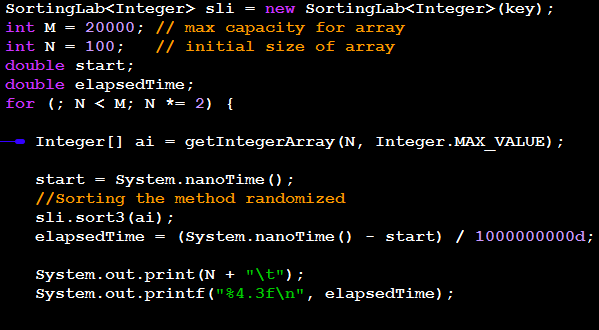 SortingLab<Integer> sli = new SortingLab<Integer>(key);
int M = 20000; // max capacity for array
int N = 100;   // initial size of array
double start;
double elapsedTime;
for (; N < M; N *= 2) {
Integer[] ai = getIntegerArray(N, Integer.MAX_VALUE);
start = System.nanoTime();
//Sorting the method randomized
sli.sort3(ai);
elapsedTime = (System.nanoTime() - start) / 1000000000d;
System.out.print(N + "\t");
System.out.printf("%4.3f\n", elapsedTime);